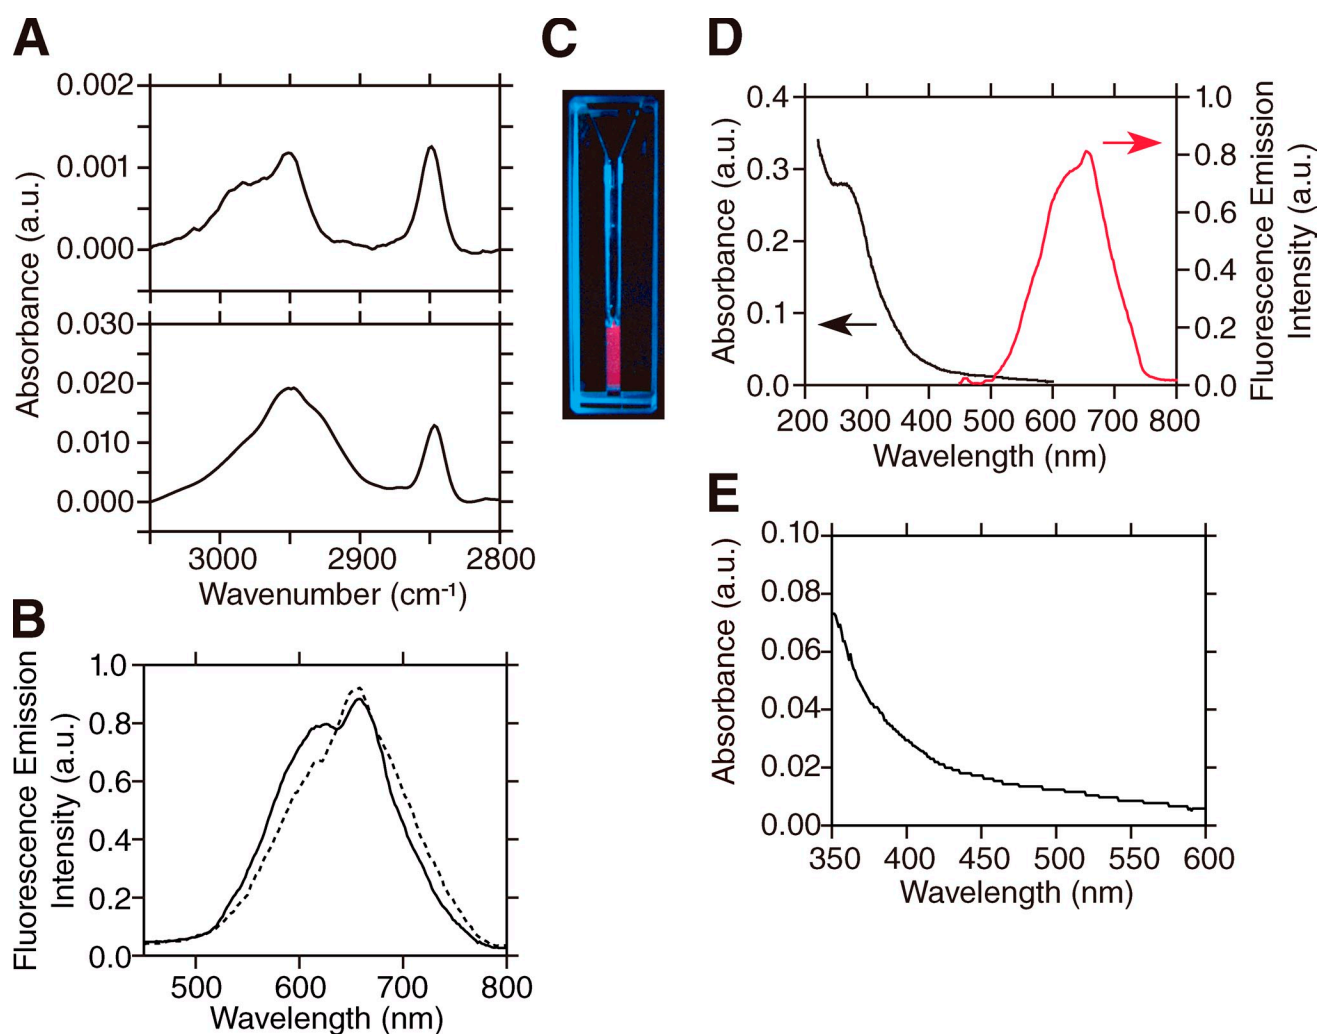 A
0.002
0.001
0.000
0.030
0.020
0.010
0.000
Absorbance (a.u.)
3000 2900 2800
Wavenumber (cm⁻¹)
B
1.0
0.8
0.6
0.4
0.2
0.0
Fluorescence Emission
Intensity (a.u.)
500 600 700 800
Wavelength (nm)
C
D
0.4
0.3
0.2
0.1
0.0
Absorbance (a.u.)
1.0
0.8
0.6
0.4
0.2
0.0
Fluorescence Emission
Intensity (a.u.)
200 300 400 500 600 700 800
Wavelength (nm)
E
0.10
0.08
0.06
0.04
0.02
0.00
Absorbance (a.u.)
350 400 450 500 550 600
Wavelength (nm)